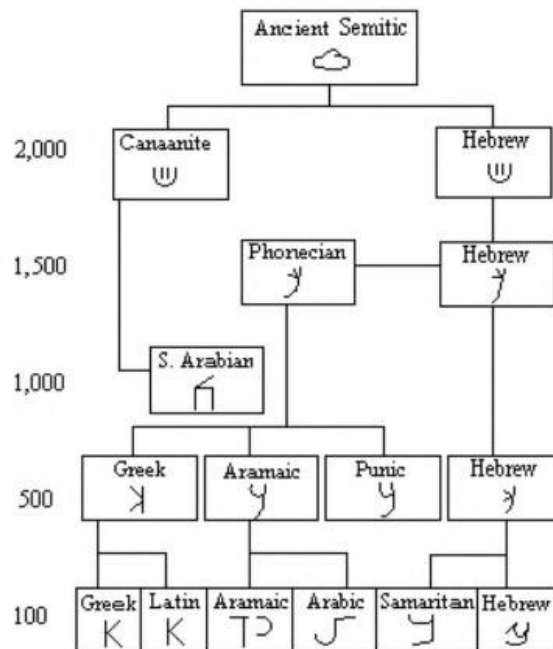 Ancient Semitic
2,000
Canaanite
Hebrew
1,500
Phonecian
Hebrew
1,000
S. Arabian
500
Greek
Aramaic
Punic
Hebrew
100
Greek
Latin
Aramaic
Arabic
Samaritan
Hebrew